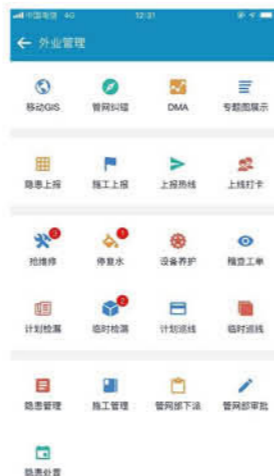 中国电信 4G 12:31
← 外业管理
移动GIS 管网纠错 DMA 专题图展示
隐患上报 施工上报 上报热线 上线打卡
抢维修 停复水 设备养护 稽查工单
计划检漏 临时检漏 2 计划巡线 临时巡线
隐患管理 施工管理 管网部下法 管网部审批
隐患处置